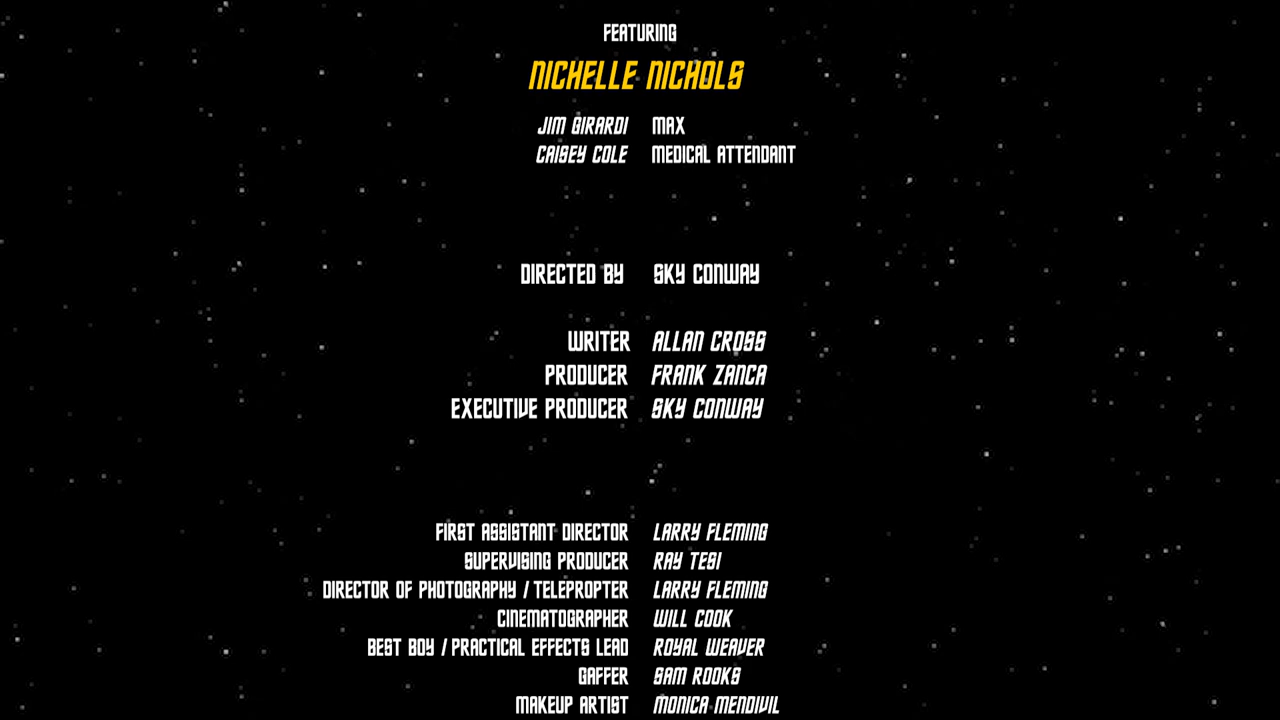 FEATURING
NICHELLE NICHOLS
JIM GIRARDI MAX
CAISEY COLE MEDICAL ATTENDANT
DIRECTED BY SKY CONWAY
WRITER ALLAN CROSS
PRODUCER FRANK ZANCA
EXECUTIVE PRODUCER SKY CONWAY
FIRST ASSISTANT DIRECTOR LARRY FLEMING
SUPERVISING PRODUCER RAY TESI
DIRECTOR OF PHOTOGRAPHY / TELEPROPTER LARRY FLEMING
CINEMATOGRAPHER WILL COOK
BEST BOY / PRACTICAL EFFECTS LEAD ROYAL WEAVER
GAFFER SAM ROOKS
MAKEUP ARTIST MONICA MENDIVIL